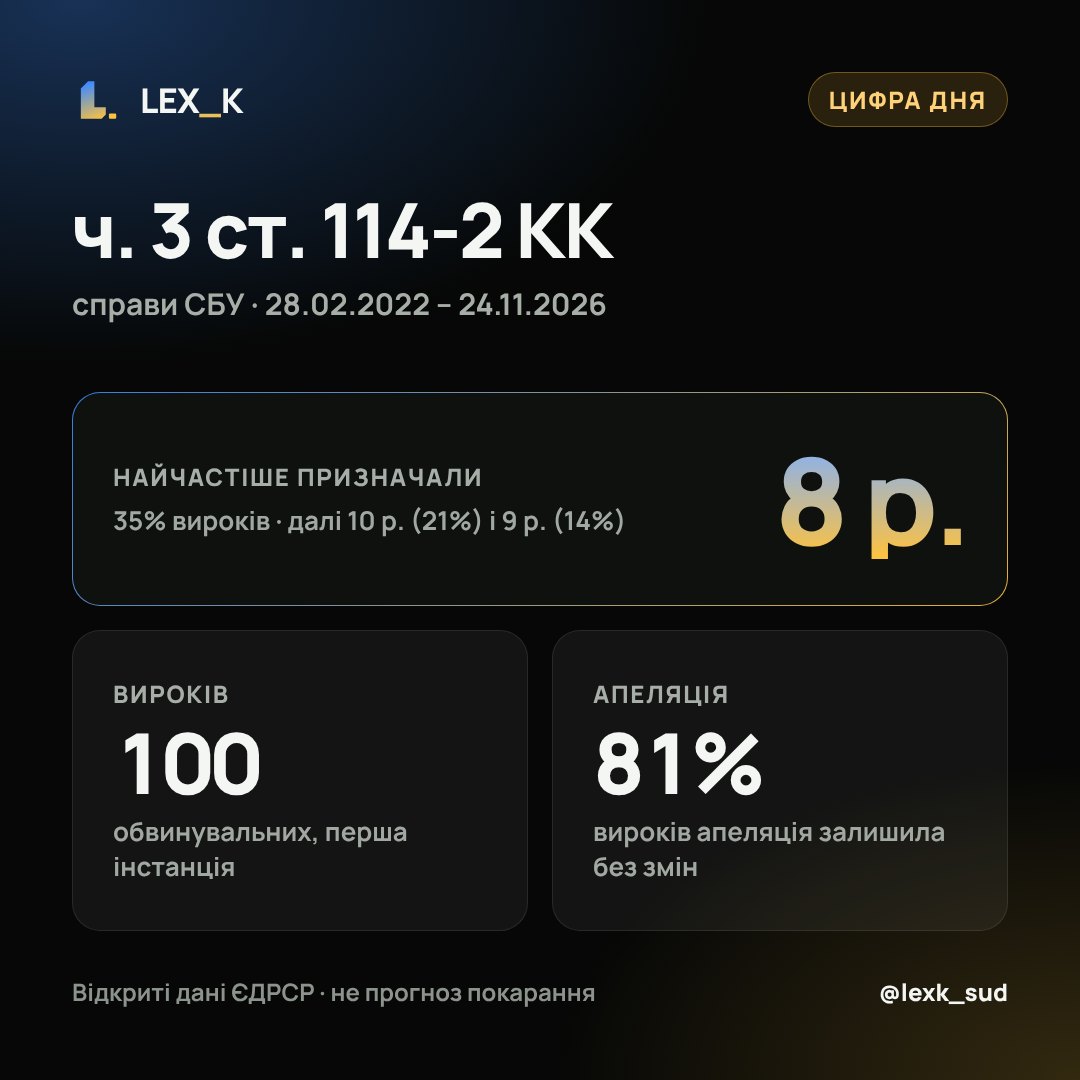 LEX_K
ЦИФРА ДНЯ
ч. 3 ст. 114-2 КК
справи СБУ · 28.02.2022 – 24.11.2026
НАЙЧАСТІШЕ ПРИЗНАЧАЛИ
35% вироків · далі 10 р. (21%) і 9 р. (14%)
8 р.
ВИРОКІВ
100
обвинувальних, перша
інстанція
АПЕЛЯЦІЯ
81%
вироків апеляція залишила
без змін
Відкриті дані ЄДРСР · не прогноз покарання
@lexk_sud